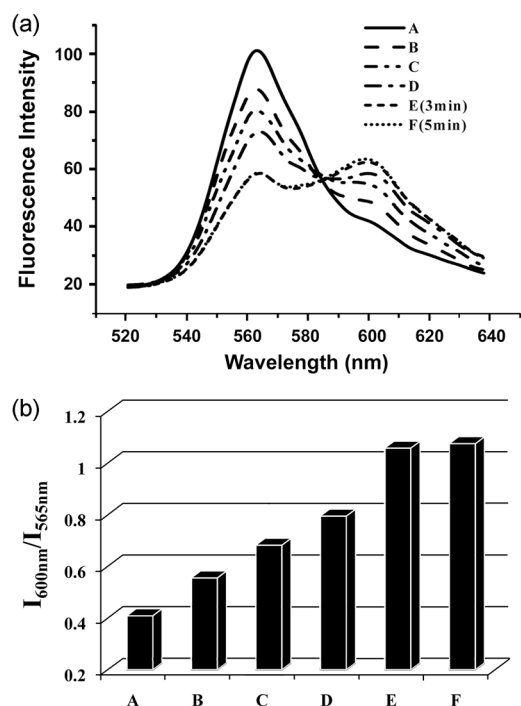 (a)
Fluorescence Intensity
100
80
60
40
20
A
B
C
D
E(3min)
F(5min)
520 540 560 580 600 620 640
Wavelength (nm)
(b)
I600nm/I565nm
1.2
1
0.8
0.6
0.4
0.2
A B C D E F